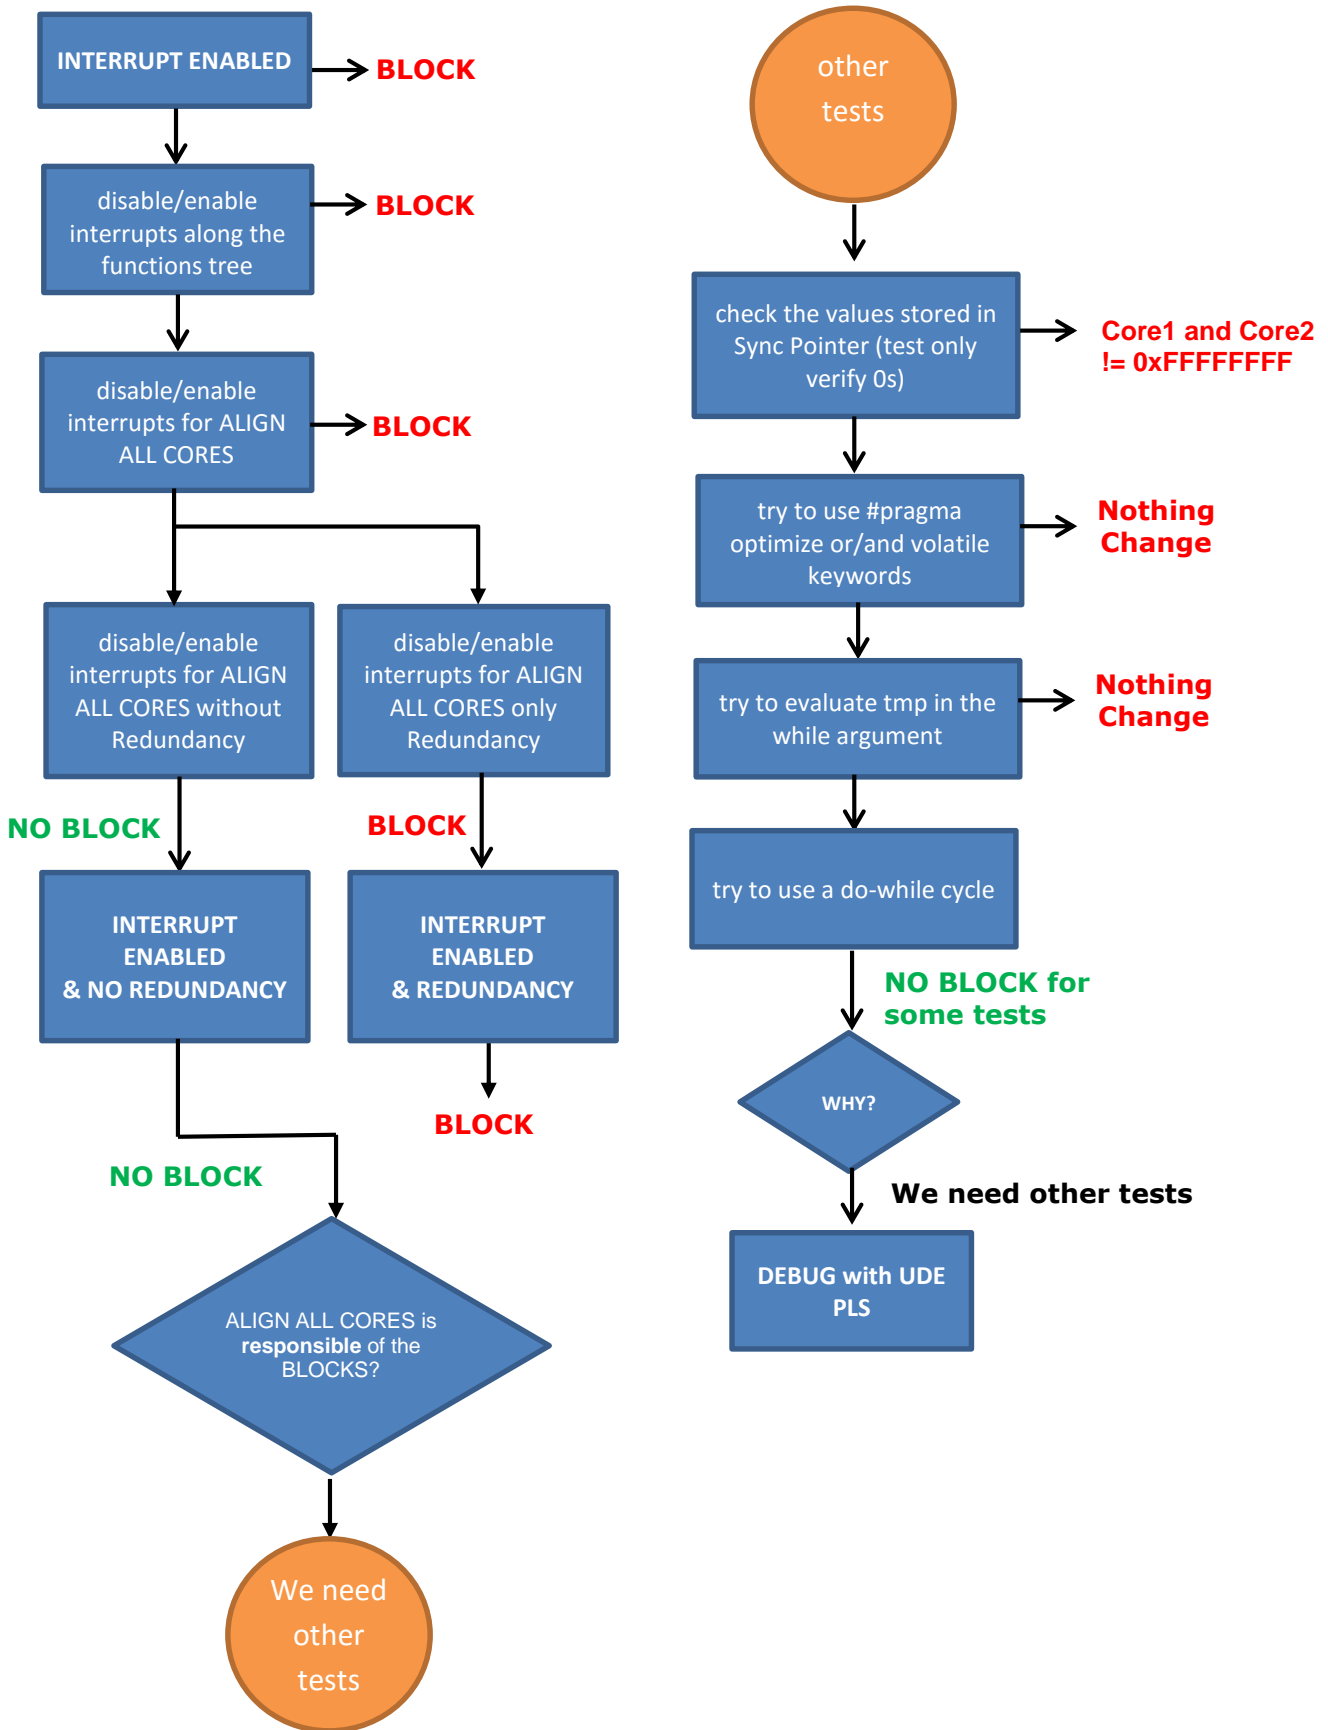 INTERRUPT ENABLED
BLOCK
disable/enable
interrupts along the
functions tree
BLOCK
disable/enable
interrupts for ALIGN
ALL CORES
BLOCK
disable/enable
interrupts for ALIGN
ALL CORES without
Redundancy
disable/enable
interrupts for ALIGN
ALL CORES only
Redundancy
NO BLOCK
BLOCK
INTERRUPT
ENABLED
& NO REDUNDANCY
INTERRUPT
ENABLED
& REDUNDANCY
BLOCK
NO BLOCK
ALIGN ALL CORES is
responsible of the
BLOCKS?
We need
other
tests
other
tests
check the values stored in
Sync Pointer (test only
verify 0s)
Core1 and Core2
!= 0xFFFFFFFF
try to use #pragma
optimize or/and volatile
keywords
Nothing
Change
try to evaluate tmp in the
while argument
Nothing
Change
try to use a do-while cycle
NO BLOCK for
some tests
WHY?
We need other tests
DEBUG with UDE
PLS